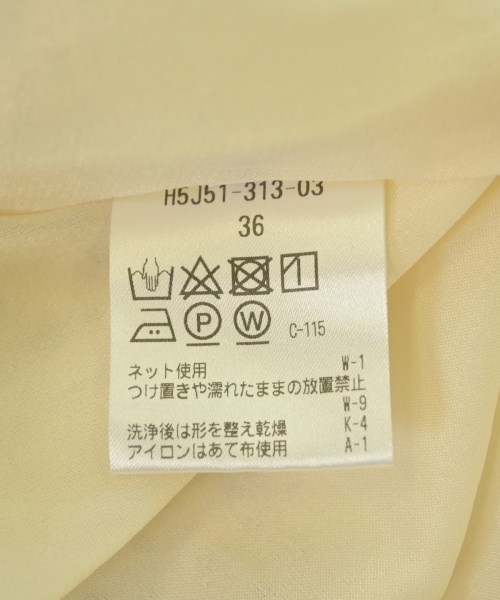 H5J51-313-03
36
P W C-115
ネット使用 W-1
つけ置きや濡れたままの放置禁止
W-9
洗浄後は形を整え乾燥 K-4
アイロンはあて布使用 A-1